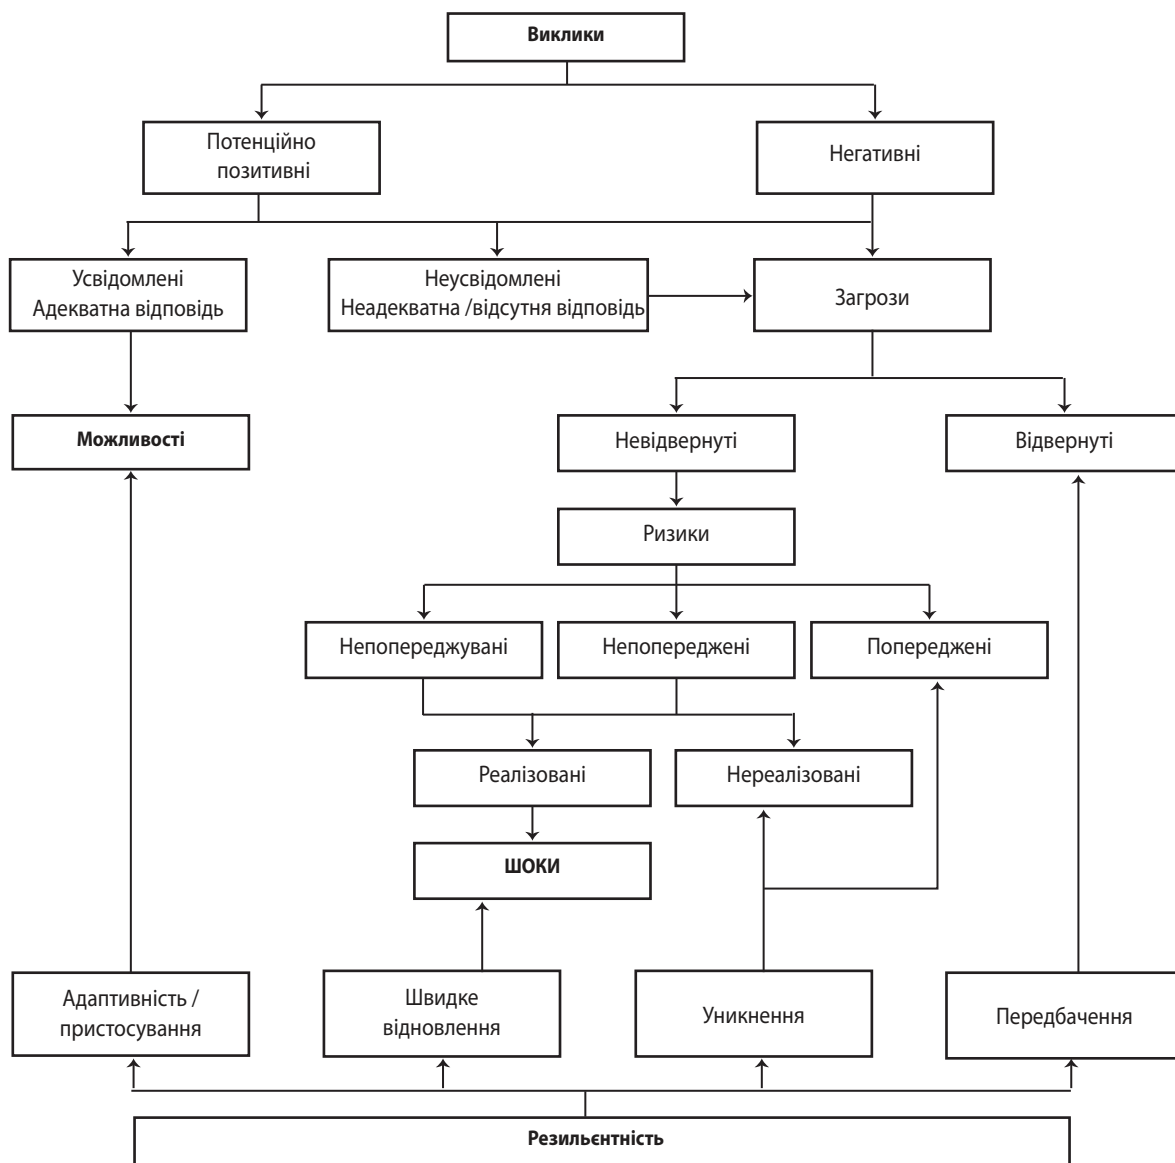 Виклики
Потенційно
позитивні
Негативні
Усвідомлені
Адекватна відповідь
Неусвідомлені
Неадекватна /відсутня відповідь
Загрози
Можливості
Невідвернуті
Відвернуті
Ризики
Непопереджувані
Непопереджені
Попереджені
Реалізовані
Нереалізовані
ШОКИ
Адаптивність /
пристосування
Швидке
відновлення
Уникнення
Передбачення
Резильєнтність